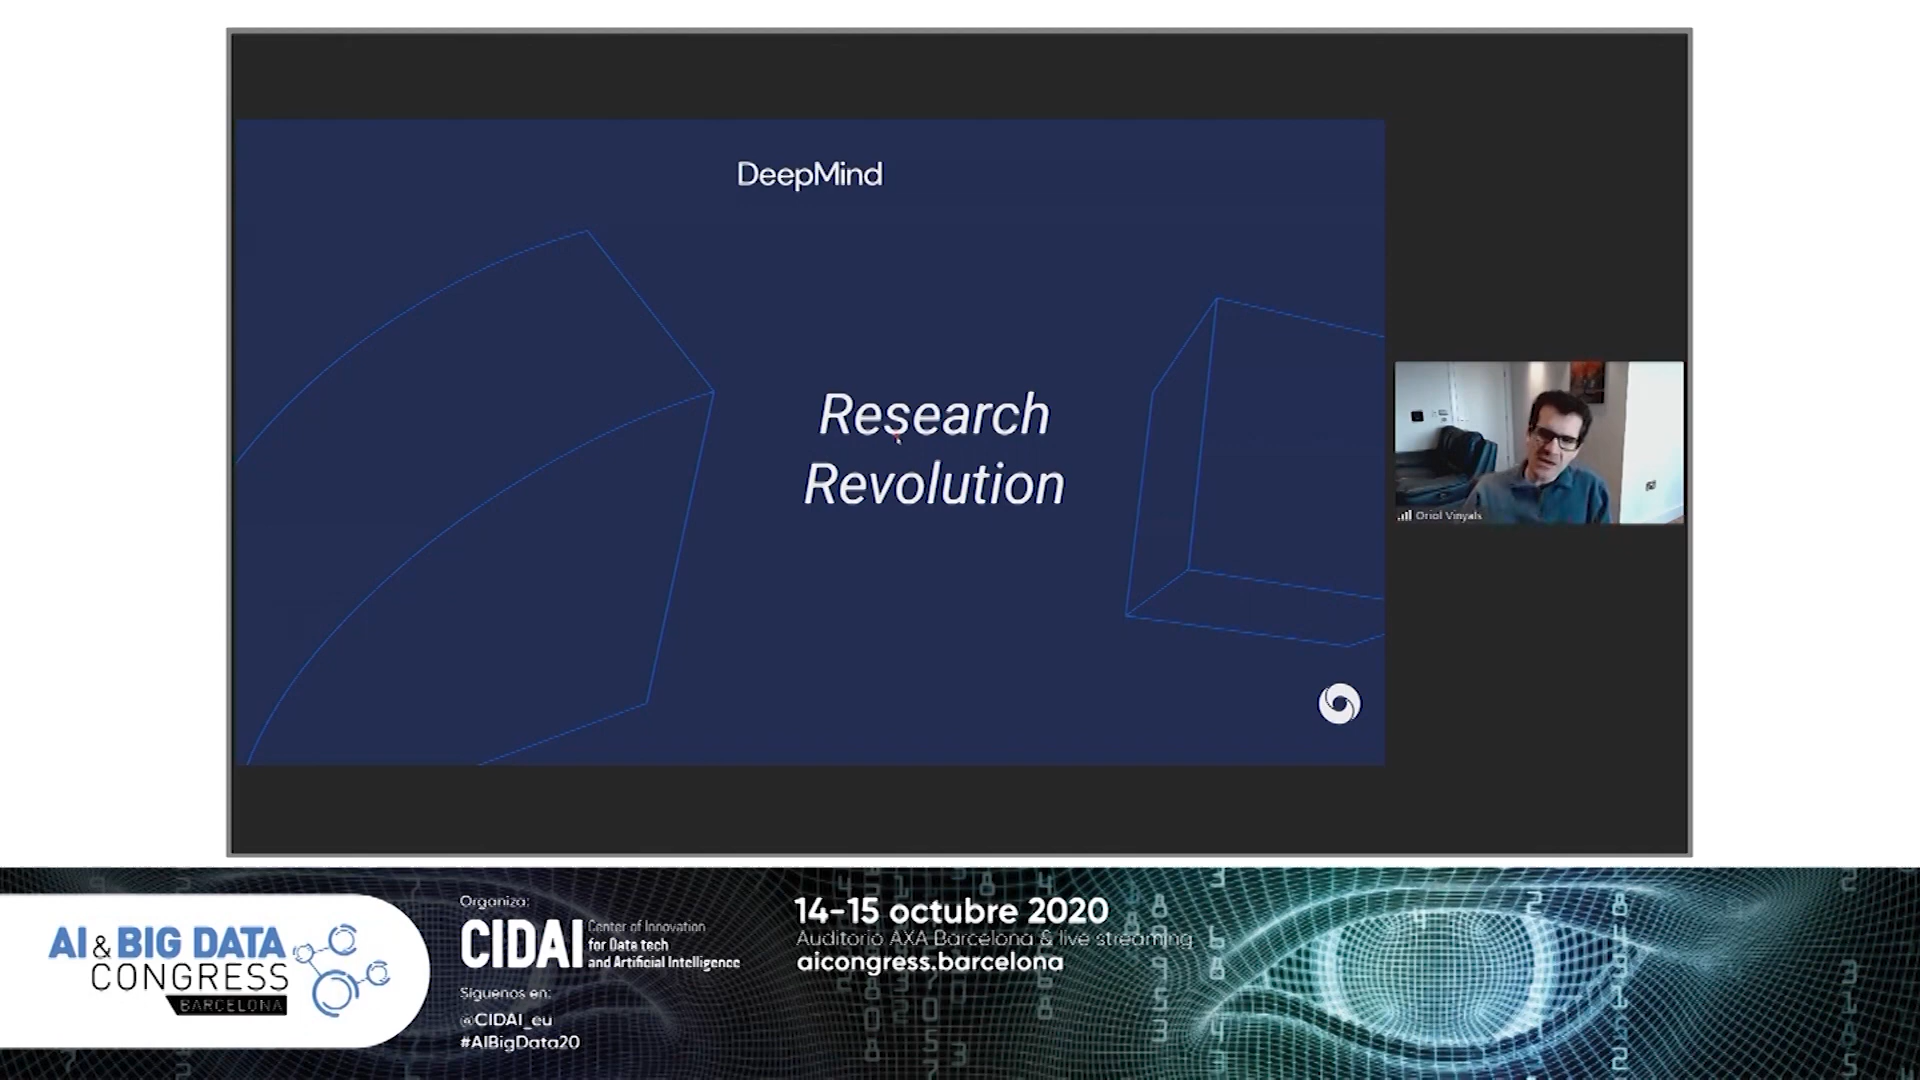 DeepMind
Research
Revolution
Oriol Vinyals
AI & BIG DATA
CONGRESS
BARCELONA
Organiza:
CIDAI
Center of Innovation
for Data tech
and Artificial Intelligence
Síguenos en:
@CIDAI_eu
#AIBigData20
14-15 octubre 2020
Auditorio AXA Barcelona & live streaming
aicongress.barcelona